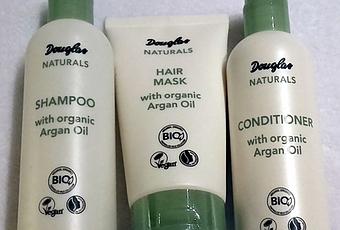 Douglas
NATURALS
SHAMPOO
with organic
Argan Oil
BIO
Vegan
Douglas
NATURALS
HAIR
MASK
with organic
Argan Oil
BIO
Vegan
Douglas
NATURALS
CONDITIONER
with organic
Argan Oil
BIO
Vegan